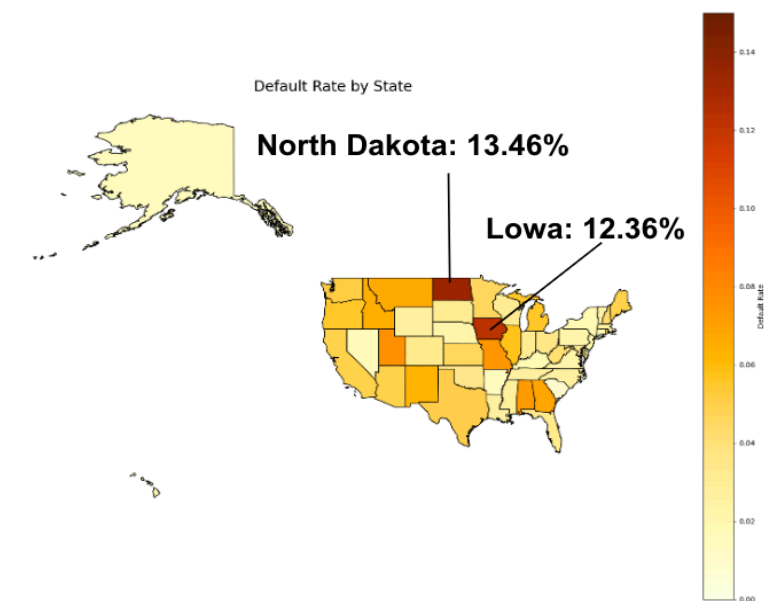 0.14
Default Rate by State
North Dakota: 13.46%
0.12
Lowa: 12.36%
0.10
0.08
Default Rate
0.06
0.04
0.02
0.00